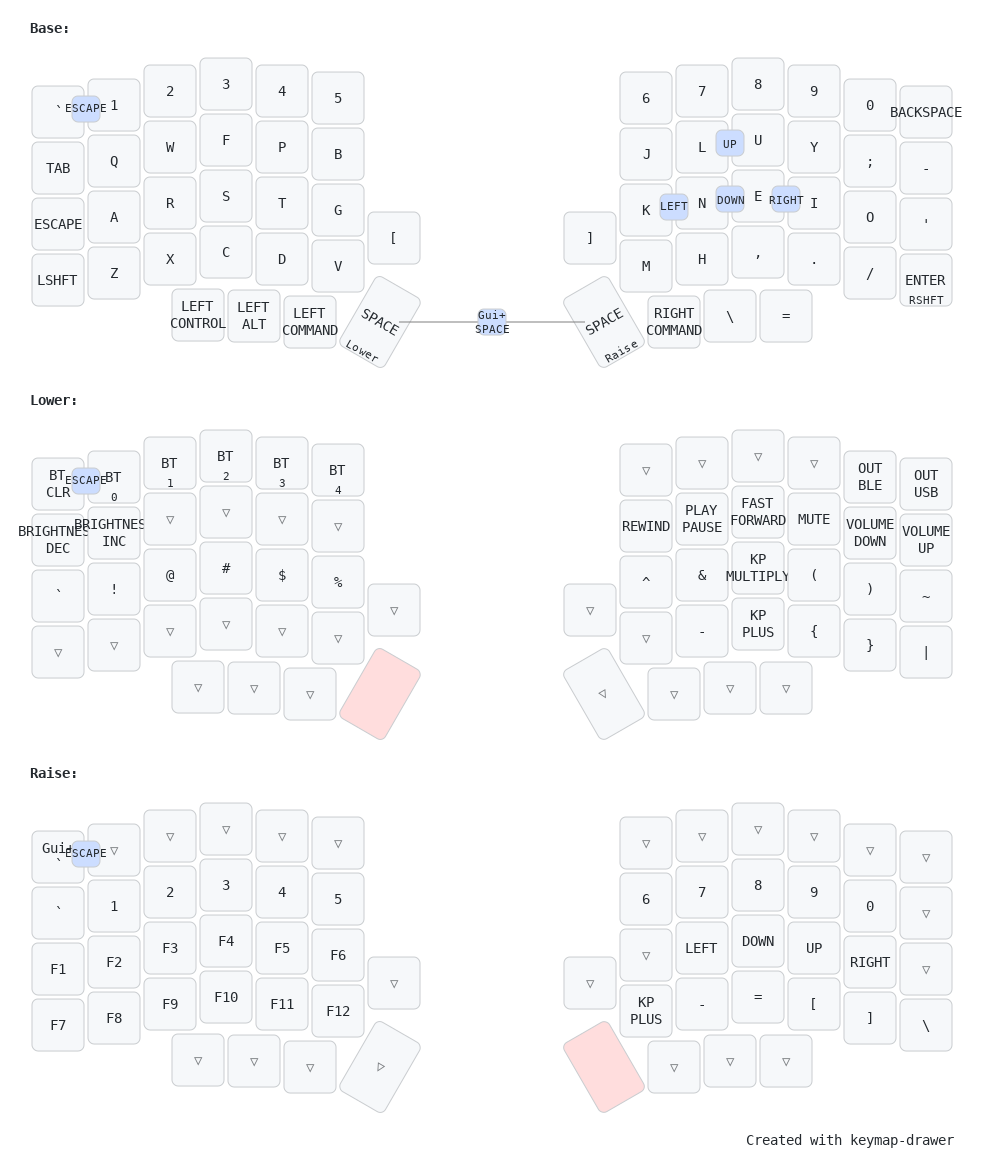 Base:
` ESCAPE 1 2 3 4 5 6 7 8 9 0 BACKSPACE
TAB Q W F P B J L UP U Y ; -
ESCAPE A R S T G [ ] K LEFT N DOWN E RIGHT I O '
LSHFT Z X C D V M H , . / ENTER
RSHFT
LEFT CONTROL LEFT ALT LEFT COMMAND SPACE Lower Gui+ SPACE SPACE Raise RIGHT COMMAND \ =
Lower:
BT CLR ESCAPE BT 0 BT 1 BT 2 BT 3 BT 4 ▽ ▽ ▽ ▽ OUT BLE OUT USB
BRIGHTNES DEC BRIGHTNES INC ▽ ▽ ▽ ▽ REWIND PLAY PAUSE FAST FORWARD MUTE VOLUME DOWN VOLUME UP
` ! @ # $ % ▽ ▽ ^ & KP MULTIPLY ( ) ~
▽ ▽ ▽ ▽ ▽ ▽ ▽ - KP PLUS { } |
▽ ▽ ▽ ▽ ▽ ▽ ▽
Raise:
Gui+ ` ESCAPE ▽ ▽ ▽ ▽ ▽ ▽ ▽ ▽ ▽ ▽ ▽
` 1 2 3 4 5 6 7 8 9 0 ▽
F1 F2 F3 F4 F5 F6 ▽ ▽ ▽ LEFT DOWN UP RIGHT ▽
F7 F8 F9 F10 F11 F12 KP PLUS - = [ ] \
▽ ▽ ▽ ▽ ▽ ▽ ▽
Created with keymap-drawer